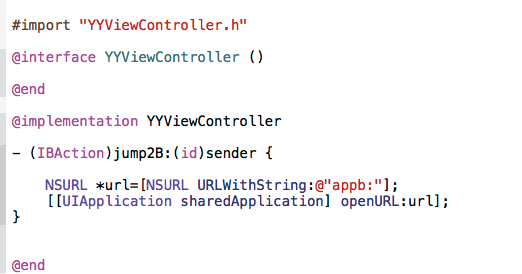 #import "YYViewController.h"
@interface YYViewController ()
@end
@implementation YYViewController
- (IBAction)jump2B:(id)sender {
NSURL *url=[NSURL URLWithString:@"appb:"];
[[UIApplication sharedApplication] openURL:url];
}
@end